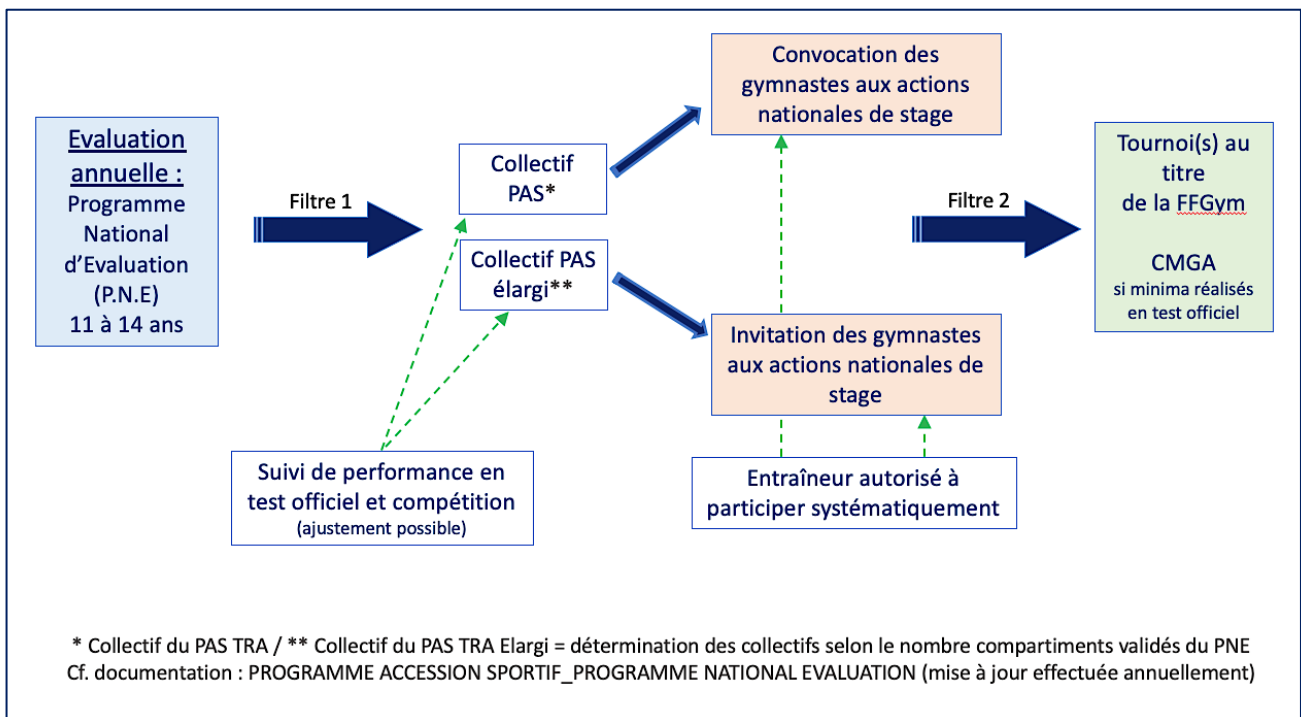 Evaluation
annuelle :
Programme
National
d'Evaluation
(P.N.E)
11 à 14 ans
Filtre 1
Collectif
PAS*
Collectif PAS
élargi**
Suivi de performance en
test officiel et compétition
(ajustement possible)
Convocation des
gymnastes aux actions
nationales de stage
Invitation des gymnastes
aux actions nationales de
stage
Entraîneur autorisé à
participer systématiquement
Filtre 2
Tournoi(s) au
titre
de la FFGym
CMGA
si minima réalisés
en test officiel
* Collectif du PAS TRA / ** Collectif du PAS TRA Elargi = détermination des collectifs selon le nombre compartiments validés du PNE
Cf. documentation : PROGRAMME ACCESSION SPORTIF_PROGRAMME NATIONAL EVALUATION (mise à jour effectuée annuellement)